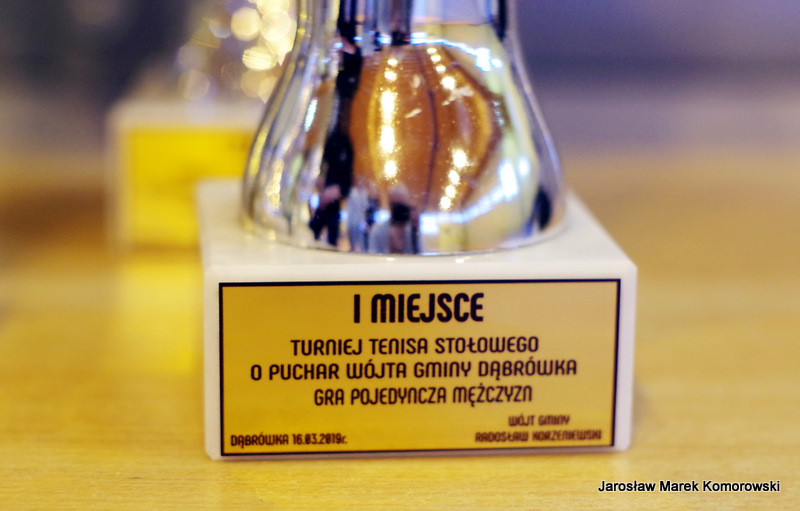 I MIEJSCE
TURNIEJ TENISA STOŁOWEGO
O PUCHAR WÓJTA GMINY DĄBRÓWKA
GRA POJEDYNCZA MĘŻCZYZN
WÓJT GMINY
DĄBRÓWKA 16.03.2019r. RADOSŁAW KORZENIEWSKI
Jarosław Marek Komorowski